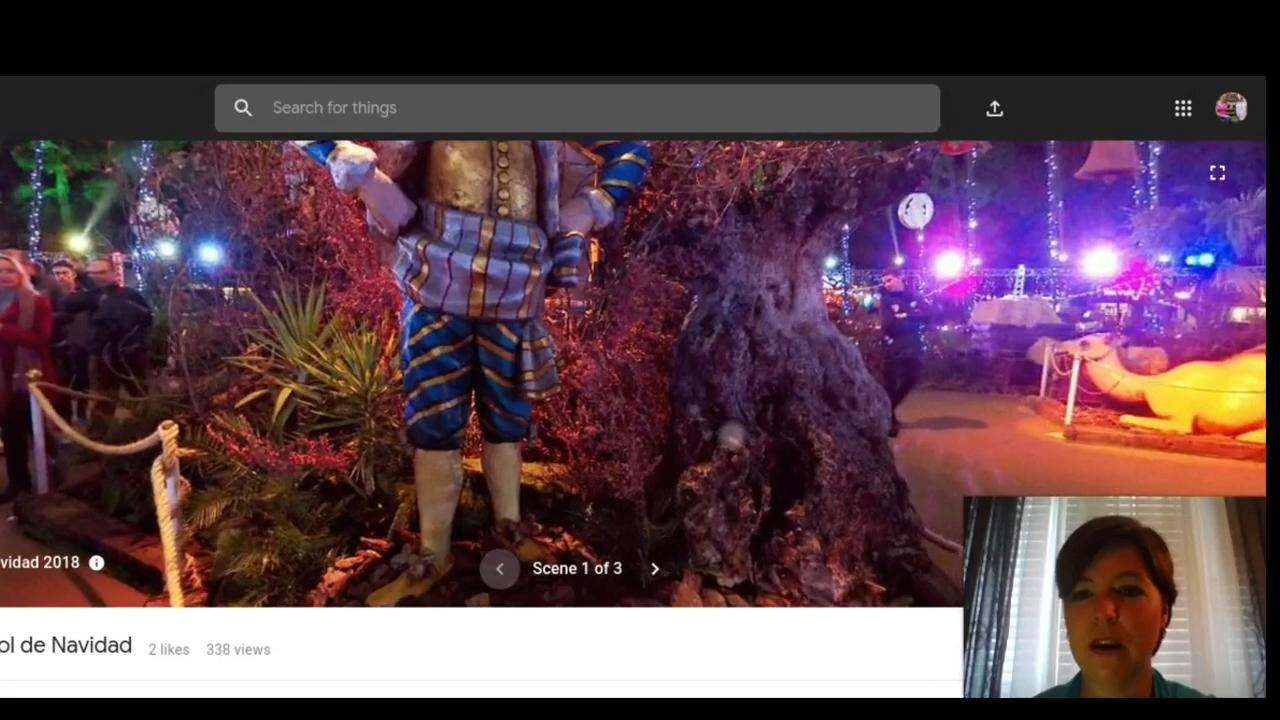 Search for things
vidad 2018
Scene 1 of 3
ol de Navidad 2 likes 338 views